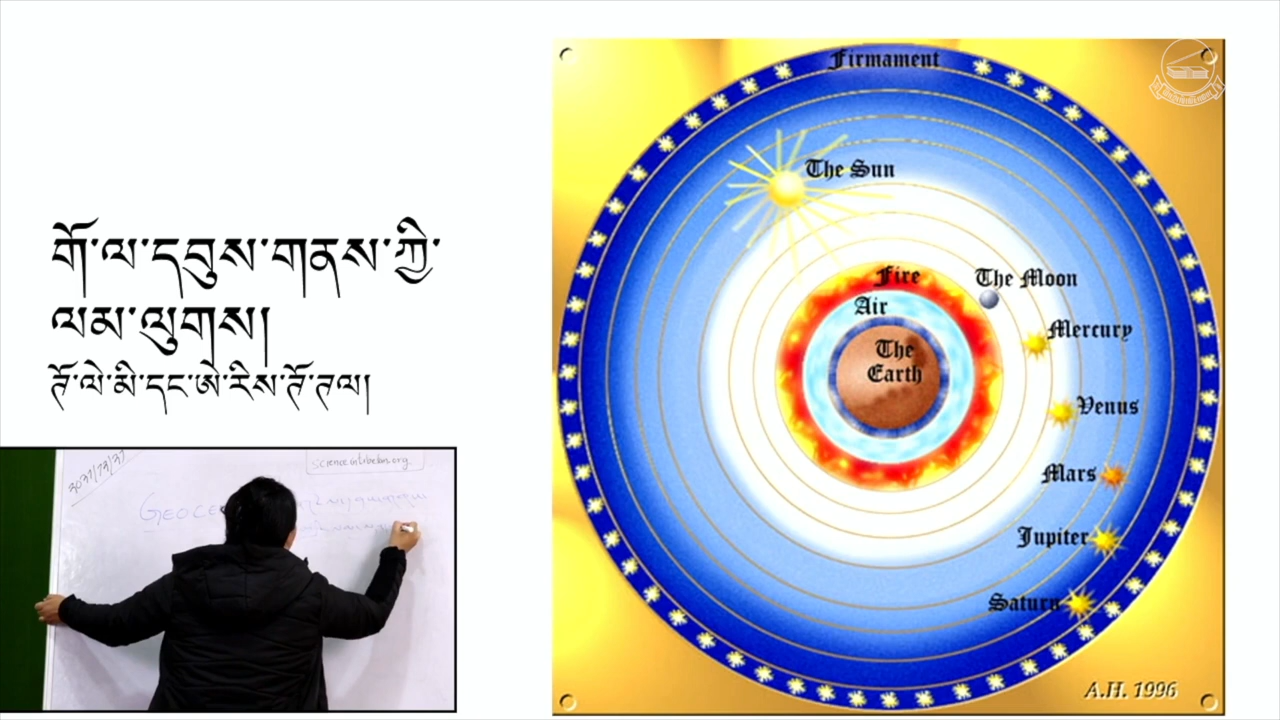 གོ་ལ་དབུས་གནས་ཀྱི་
ལམ་ལུགས།
ཊོ་ལེ་མི་དང་ཨེ་རིས་ཊོ་ཊལ།
Firmament
The Sun
Fire
The Moon
Air
Mercury
The
Earth
Venus
Mars
Jupiter
Saturn
A.H. 1996
scienceintibetan.org
GEOCE